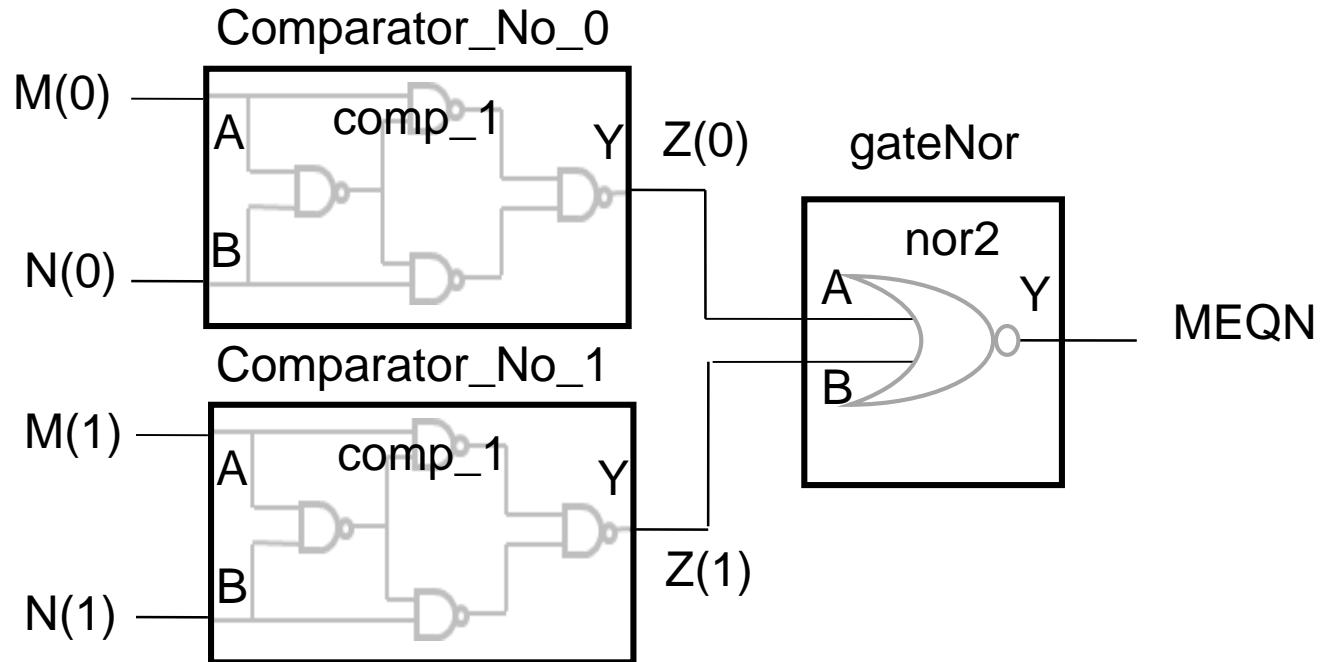 Comparator_No_0
M(0)
A
comp_1
Y
Z(0)
B
N(0)
gateNor
nor2
A
Y
B
MEQN
Comparator_No_1
M(1)
A
comp_1
Y
Z(1)
B
N(1)